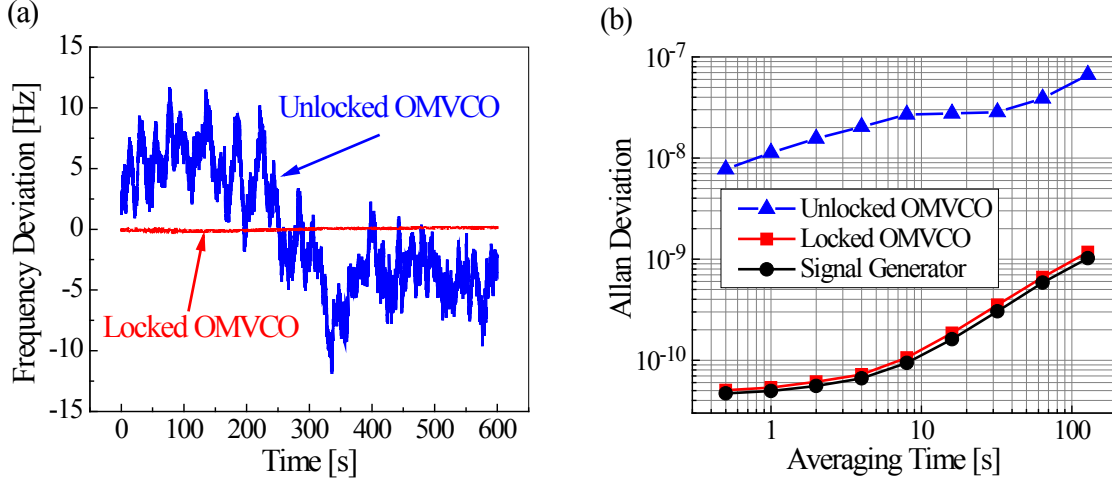 (a)
Frequency Deviation [Hz]
15
10
5
0
-5
-10
-15
Unlocked OMVCO
Locked OMVCO
0 100 200 300 400 500 600
Time [s]
(b)
Allan Deviation
10^-7
10^-8
10^-9
10^-10
Unlocked OMVCO
Locked OMVCO
Signal Generator
1 10 100
Averaging Time [s]